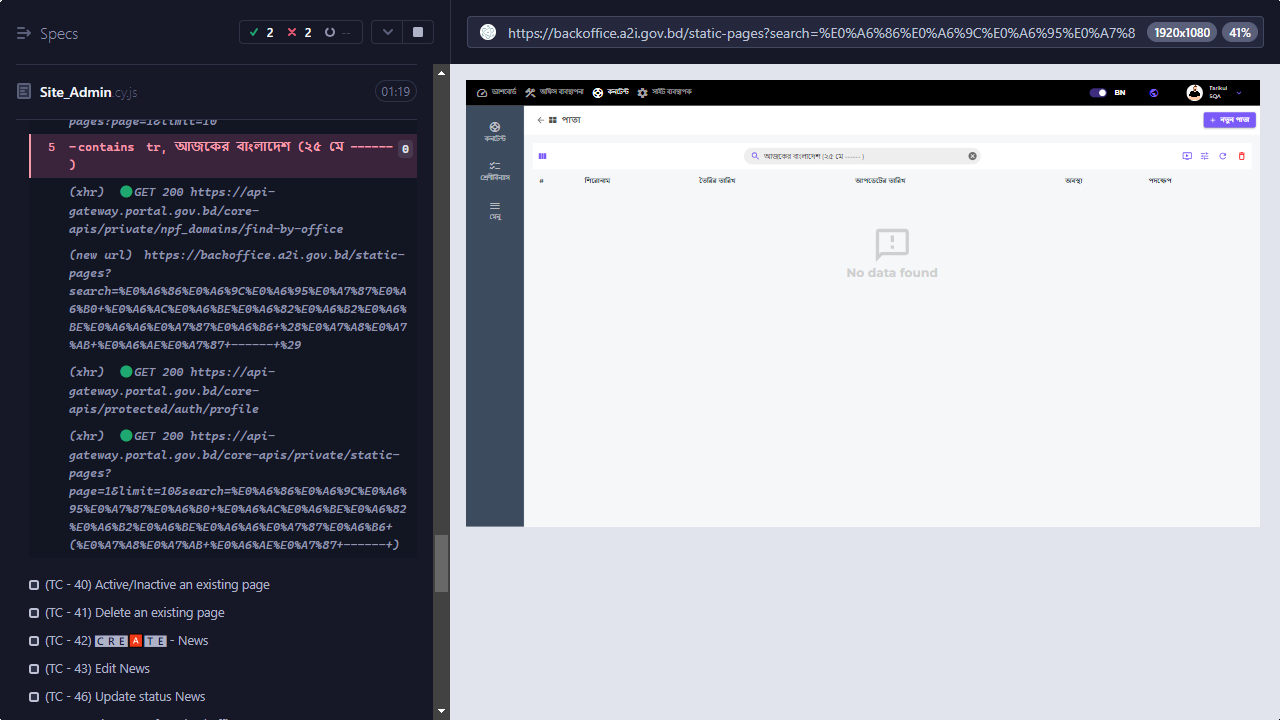 Specs
2
2
--
https://backoffice.a2i.gov.bd/static-pages?search=%E0%A6%86%E0%A6%9C%E0%A6%95%E0%A7%8
1920x1080
41%
Site_Admin.cy.js
01:19
pages?page=1&limit=10
5 -contains tr, আজকের বাংলাদেশ (২৫ মে ------
)
0
(xhr) GET 200 https://api-
gateway.portal.gov.bd/core-
apis/private/npf_domains/find-by-office
(new url) https://backoffice.a2i.gov.bd/static-
pages?
search=%E0%A6%86%E0%A6%9C%E0%A6%95%E0%A7%87%E0%A
6%B0+%E0%A6%AC%E0%A6%BE%E0%A6%82%E0%A6%B2%E0%A6%
BE%E0%A6%A6%E0%A7%87%E0%A6%B6+%28%E0%A7%A8%E0%A7
%AB+%E0%A6%AE%E0%A7%87+------+%29
(xhr) GET 200 https://api-
gateway.portal.gov.bd/core-
apis/protected/auth/profile
(xhr) GET 200 https://api-
gateway.portal.gov.bd/core-apis/private/static-
pages?
page=1&limit=10&search=%E0%A6%86%E0%A6%9C%E0%A6%
95%E0%A7%87%E0%A6%B0+%E0%A6%AC%E0%A6%BE%E0%A6%82
%E0%A6%B2%E0%A6%BE%E0%A6%A6%E0%A7%87%E0%A6%B6+
(%E0%A7%A8%E0%A7%AB+%E0%A6%AE%E0%A7%87+------+)
(TC - 40) Active/Inactive an existing page
(TC - 41) Delete an existing page
(TC - 42) CREATE - News
(TC - 43) Edit News
(TC - 46) Update status News
ড্যাশবোর্ড
অফিস ব্যবস্থাপনা
কনটেন্ট
সাইট ব্যবস্থাপক
BN
Tarikul
SQA
কনটেন্ট
শ্রেণীবিন্যাস
মেনু
পাতা
+ নতুন পাতা
আজকের বাংলাদেশ (২৫ মে ------ )
#
শিরোনাম
তৈরির তারিখ
আপডেটের তারিখ
অবস্থা
পদক্ষেপ
No data found